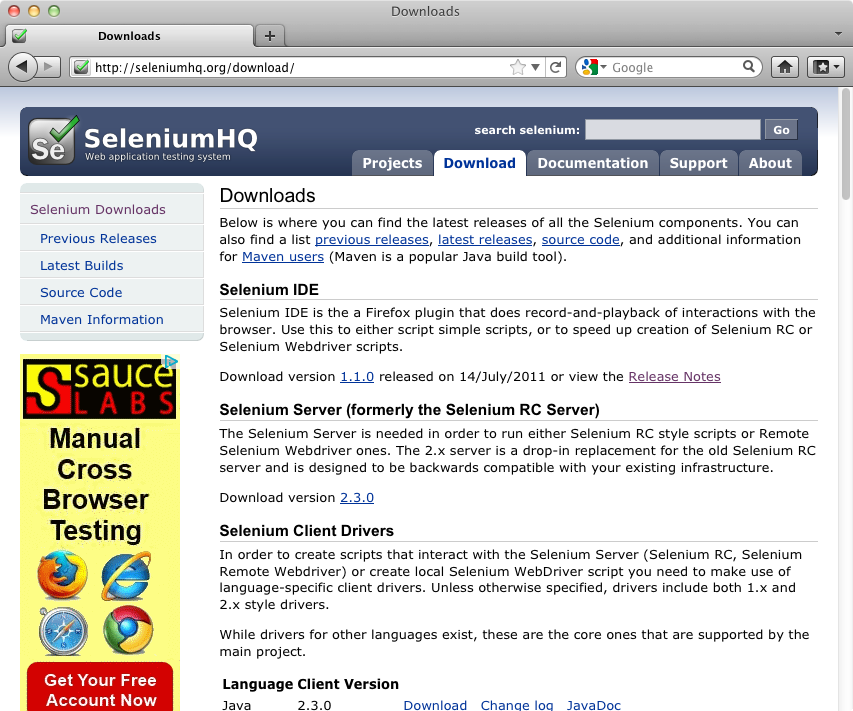 Downloads
Downloads
http://seleniumhq.org/download/
Google
Se
SeleniumHQ
Web application testing system
search selenium:
Go
Projects
Download
Documentation
Support
About
Selenium Downloads
Previous Releases
Latest Builds
Source Code
Maven Information
sauce
LABS
Manual
Cross
Browser
Testing
Get Your Free
Account Now
Downloads
Below is where you can find the latest releases of all the Selenium components. You can
also find a list previous releases, latest releases, source code, and additional information
for Maven users (Maven is a popular Java build tool).
Selenium IDE
Selenium IDE is the a Firefox plugin that does record-and-playback of interactions with the
browser. Use this to either script simple scripts, or to speed up creation of Selenium RC or
Selenium Webdriver scripts.
Download version 1.1.0 released on 14/July/2011 or view the Release Notes
Selenium Server (formerly the Selenium RC Server)
The Selenium Server is needed in order to run either Selenium RC style scripts or Remote
Selenium Webdriver ones. The 2.x server is a drop-in replacement for the old Selenium RC
server and is designed to be backwards compatible with your existing infrastructure.
Download version 2.3.0
Selenium Client Drivers
In order to create scripts that interact with the Selenium Server (Selenium RC, Selenium
Remote Webdriver) or create local Selenium WebDriver script you need to make use of
language-specific client drivers. Unless otherwise specified, drivers include both 1.x and
2.x style drivers.
While drivers for other languages exist, these are the core ones that are supported by the
main project.
Language Client Version
Java 2.3.0 Download Change log JavaDoc